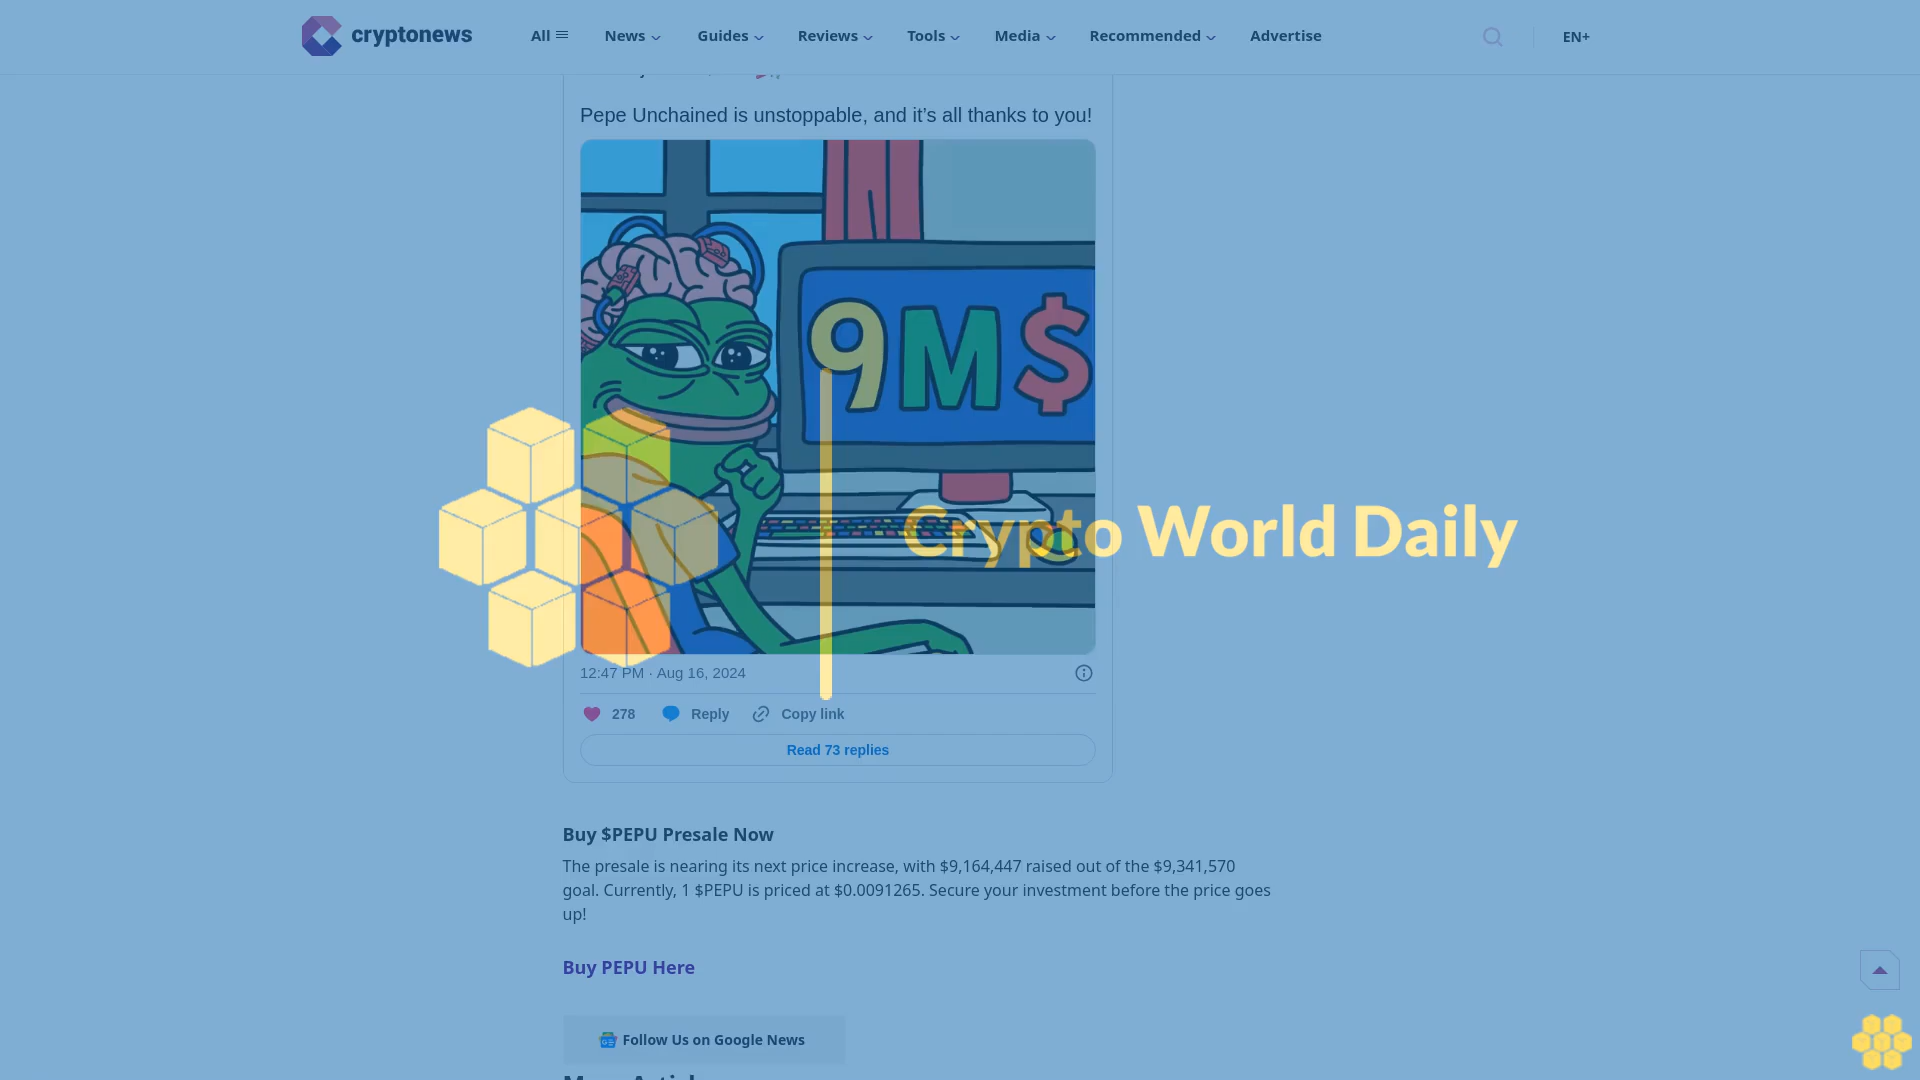 cryptonews
All
News
Guides
Reviews
Tools
Media
Recommended
Advertise
EN+
Pepe Unchained is unstoppable, and it’s all thanks to you!
9M$
Crypto World Daily
12:47 PM · Aug 16, 2024
278
Reply
Copy link
Read 73 replies
Buy $PEPU Presale Now
The presale is nearing its next price increase, with $9,164,447 raised out of the $9,341,570
goal. Currently, 1 $PEPU is priced at $0.0091265. Secure your investment before the price goes
up!
Buy PEPU Here
Follow Us on Google News